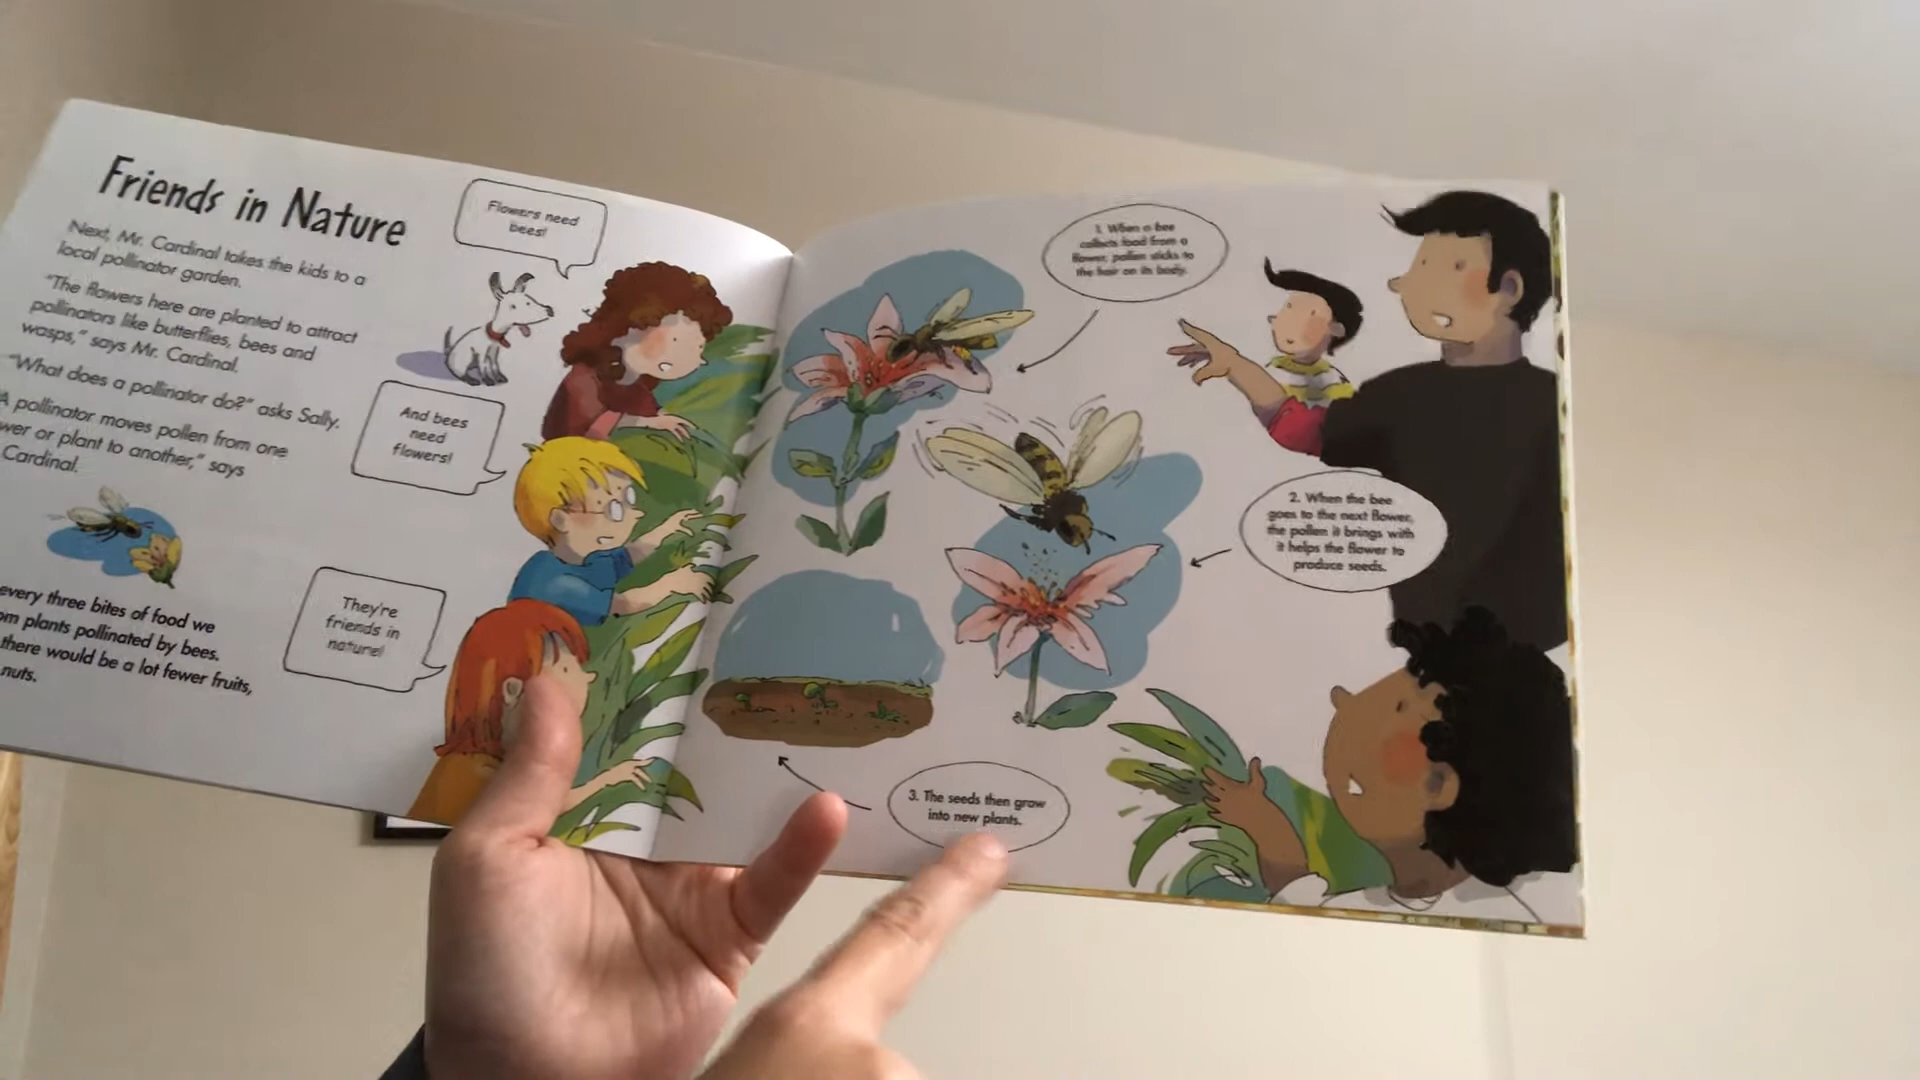 Friends in Nature
Next, Mr. Cardinal takes the kids to a
local pollinator garden.
"The flowers here are planted to attract
pollinators like butterflies, bees and
wasps," says Mr. Cardinal.
"What does a pollinator do?" asks Sally.
A pollinator moves pollen from one
wer or plant to another," says
Cardinal.
every three bites of food we
om plants pollinated by bees.
there would be a lot fewer fruits,
nuts.
Flowers need
bees!
And bees
need
flowers!
They're
friends in
nature!
1. When a bee
collects food from a
flower, pollen sticks to
the hair on its body.
2. When the bee
goes to the next flower,
the pollen it brings with
it helps the flower to
produce seeds.
3. The seeds then grow
into new plants.